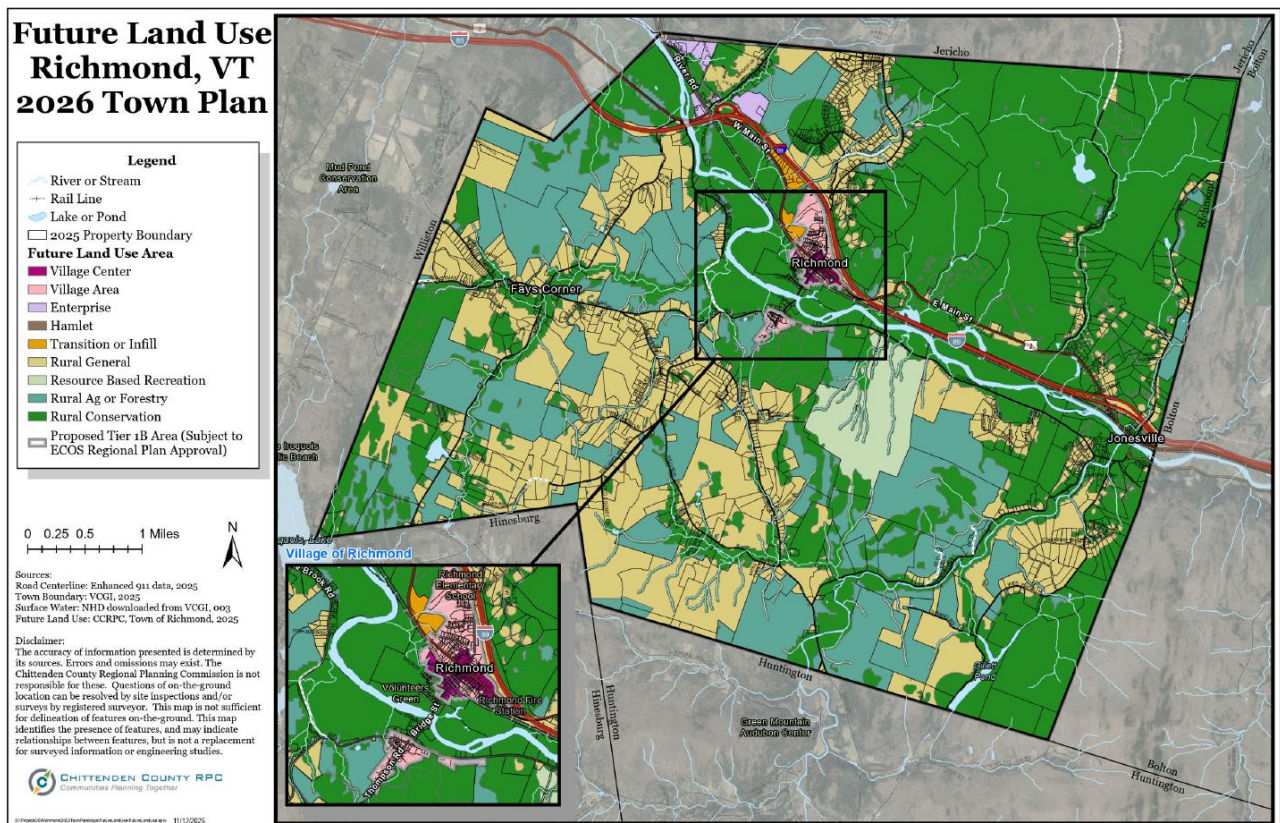 Future Land Use
Richmond, VT
2026 Town Plan
Legend
River or Stream
Rail Line
Lake or Pond
2025 Property Boundary
Future Land Use Area
Village Center
Village Area
Enterprise
Hamlet
Transition or Infill
Rural General
Resource Based Recreation
Rural Ag or Forestry
Rural Conservation
Proposed Tier 1B Area (Subject to
ECOS Regional Plan Approval)
0 0.25 0.5 1 Miles
N
Sources:
Road Centerline: Enhanced 911 data, 2025
Town Boundary: VCGI, 2025
Surface Water: NHD downloaded from VCGI, 003
Future Land Use: CCRPC, Town of Richmond, 2025
Disclaimer:
The accuracy of information presented is determined by
its sources. Errors and omissions may exist. The
Chittenden County Regional Planning Commission is not
responsible for these. Questions of on-the-ground
location can be resolved by site inspections and/or
surveys by registered surveyor. This map is not sufficient
for delineation of features on-the-ground. This map
identifies the presence of features, and may indicate
relationships between features, but is not a replacement
for surveyed information or engineering studies.
CHITTENDEN COUNTY RPC
Communities Planning Together
11/12/2025
2
89
River Rd
Jericho
Jericho
Bolton
W Main St
89
Mud Pond
Conservation
Area
Williston
Richmond
Fays Corner
Richmond
E Main St
89
2
Jonesville
Bolton
Hinesburg
Huntington
Gillett
Pond
Huntington
Hinesburg
Green Mountain
Audubon Center
Bolton
Huntington
Village of Richmond
Brook Rd
Richmond
Elementary
School
89
Richmond
Volunteers
Green
Richmond Fire
Station
Bridge St
Thompson Rd